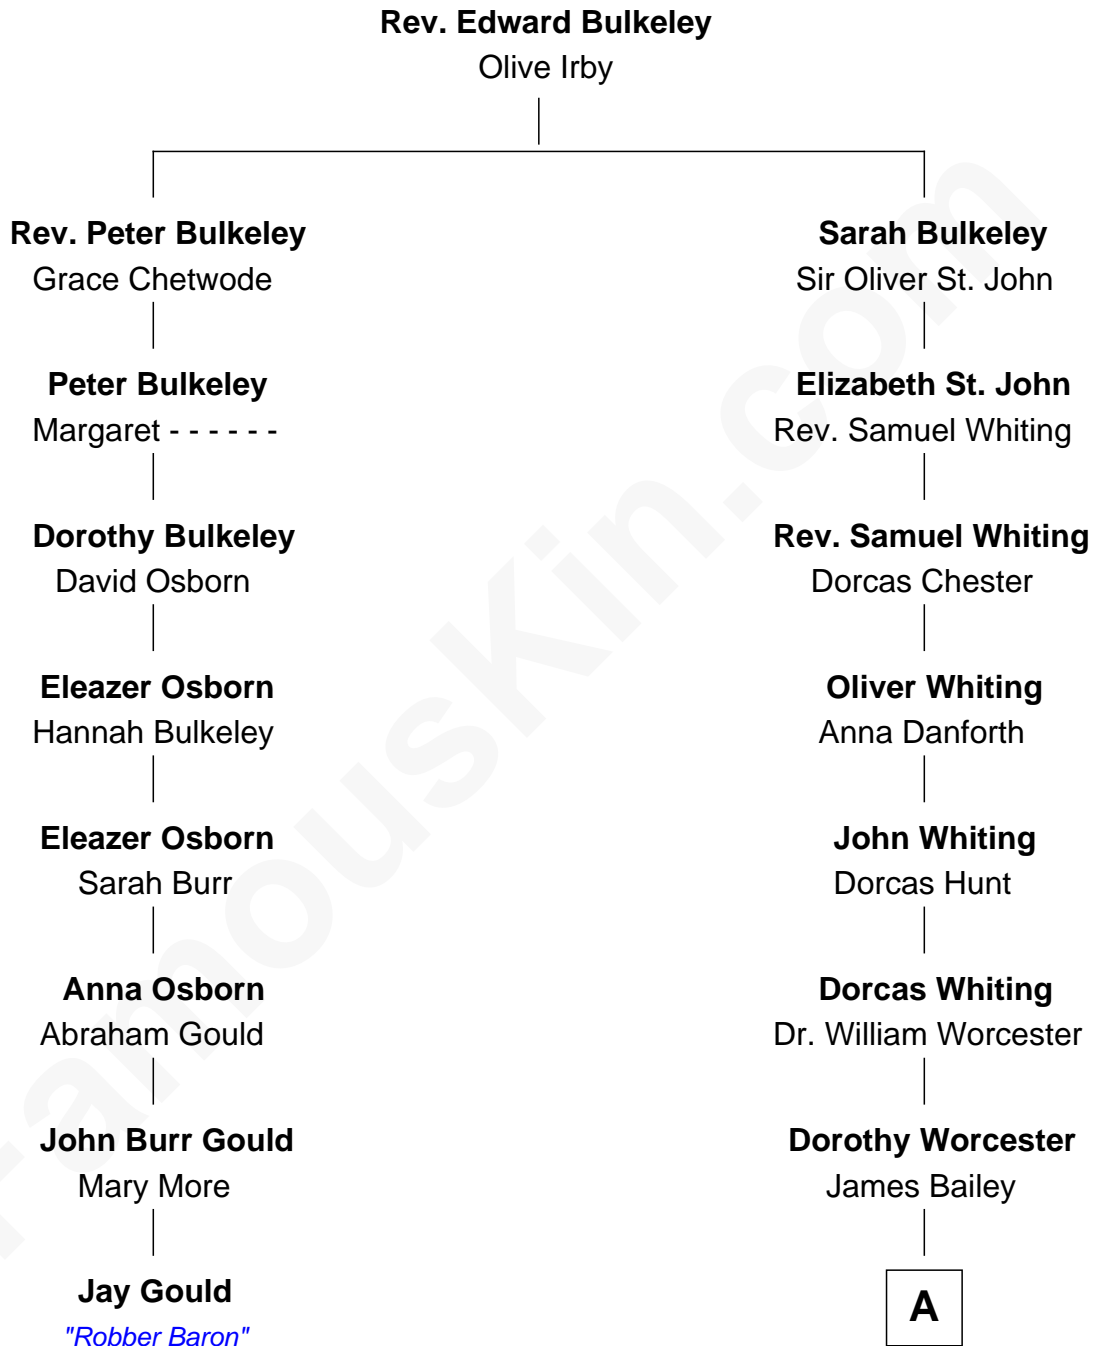 Rev. Edward Bulkeley
Olive Irby
Rev. Peter Bulkeley
Grace Chetwode
Sarah Bulkeley
Sir Oliver St. John
Peter Bulkeley
Margaret - - - - - -
Elizabeth St. John
Rev. Samuel Whiting
Dorothy Bulkeley
David Osborn
Rev. Samuel Whiting
Dorcas Chester
Eleazer Osborn
Hannah Bulkeley
Oliver Whiting
Anna Danforth
Eleazer Osborn
Sarah Burr
John Whiting
Dorcas Hunt
Anna Osborn
Abraham Gould
Dorcas Whiting
Dr. William Worcester
John Burr Gould
Mary More
Dorothy Worcester
James Bailey
Jay Gould
"Robber Baron"
A
FamousKin.com